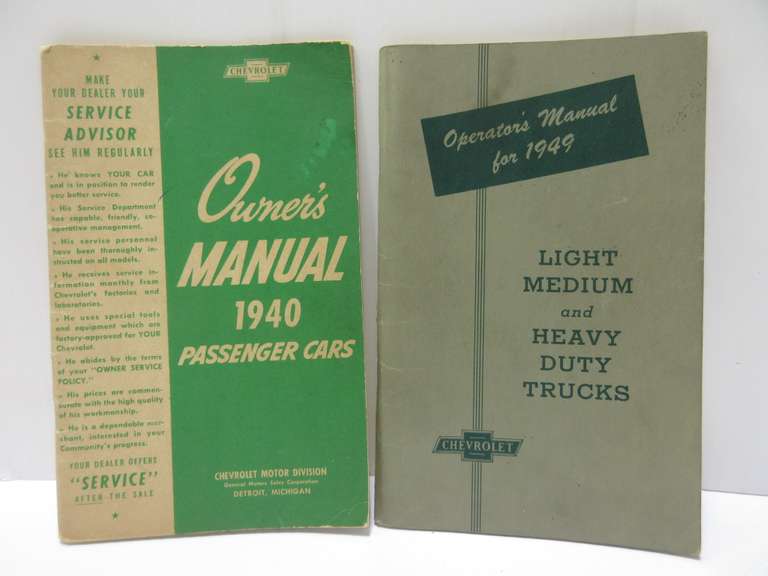 MAKE
YOUR DEALER YOUR
SERVICE
ADVISOR
SEE HIM REGULARLY
He knows YOUR CAR
and is in position to render
you better service.
His Service Department
has capable, friendly, co-
operative management.
His service personnel
have been thoroughly in-
structed on all models.
He receives service in-
formation monthly from
Chevrolet's factories and
laboratories.
He uses special tools
and equipment which are
factory-approved for YOUR
Chevrolet.
He abides by the terms
of your "OWNER SERVICE
POLICY."
His prices are commen-
surate with the high quality
of his workmanship.
He is a dependable mer-
chant, interested in your
Community's progress.
YOUR DEALER OFFERS
"SERVICE"
AFTER THE SALE
CHEVROLET
Owner's
MANUAL
1940
PASSENGER CARS
CHEVROLET MOTOR DIVISION
General Motors Sales Corporation
DETROIT, MICHIGAN
Operator's Manual
for 1949
LIGHT
MEDIUM
and
HEAVY
DUTY
TRUCKS
CHEVROLET